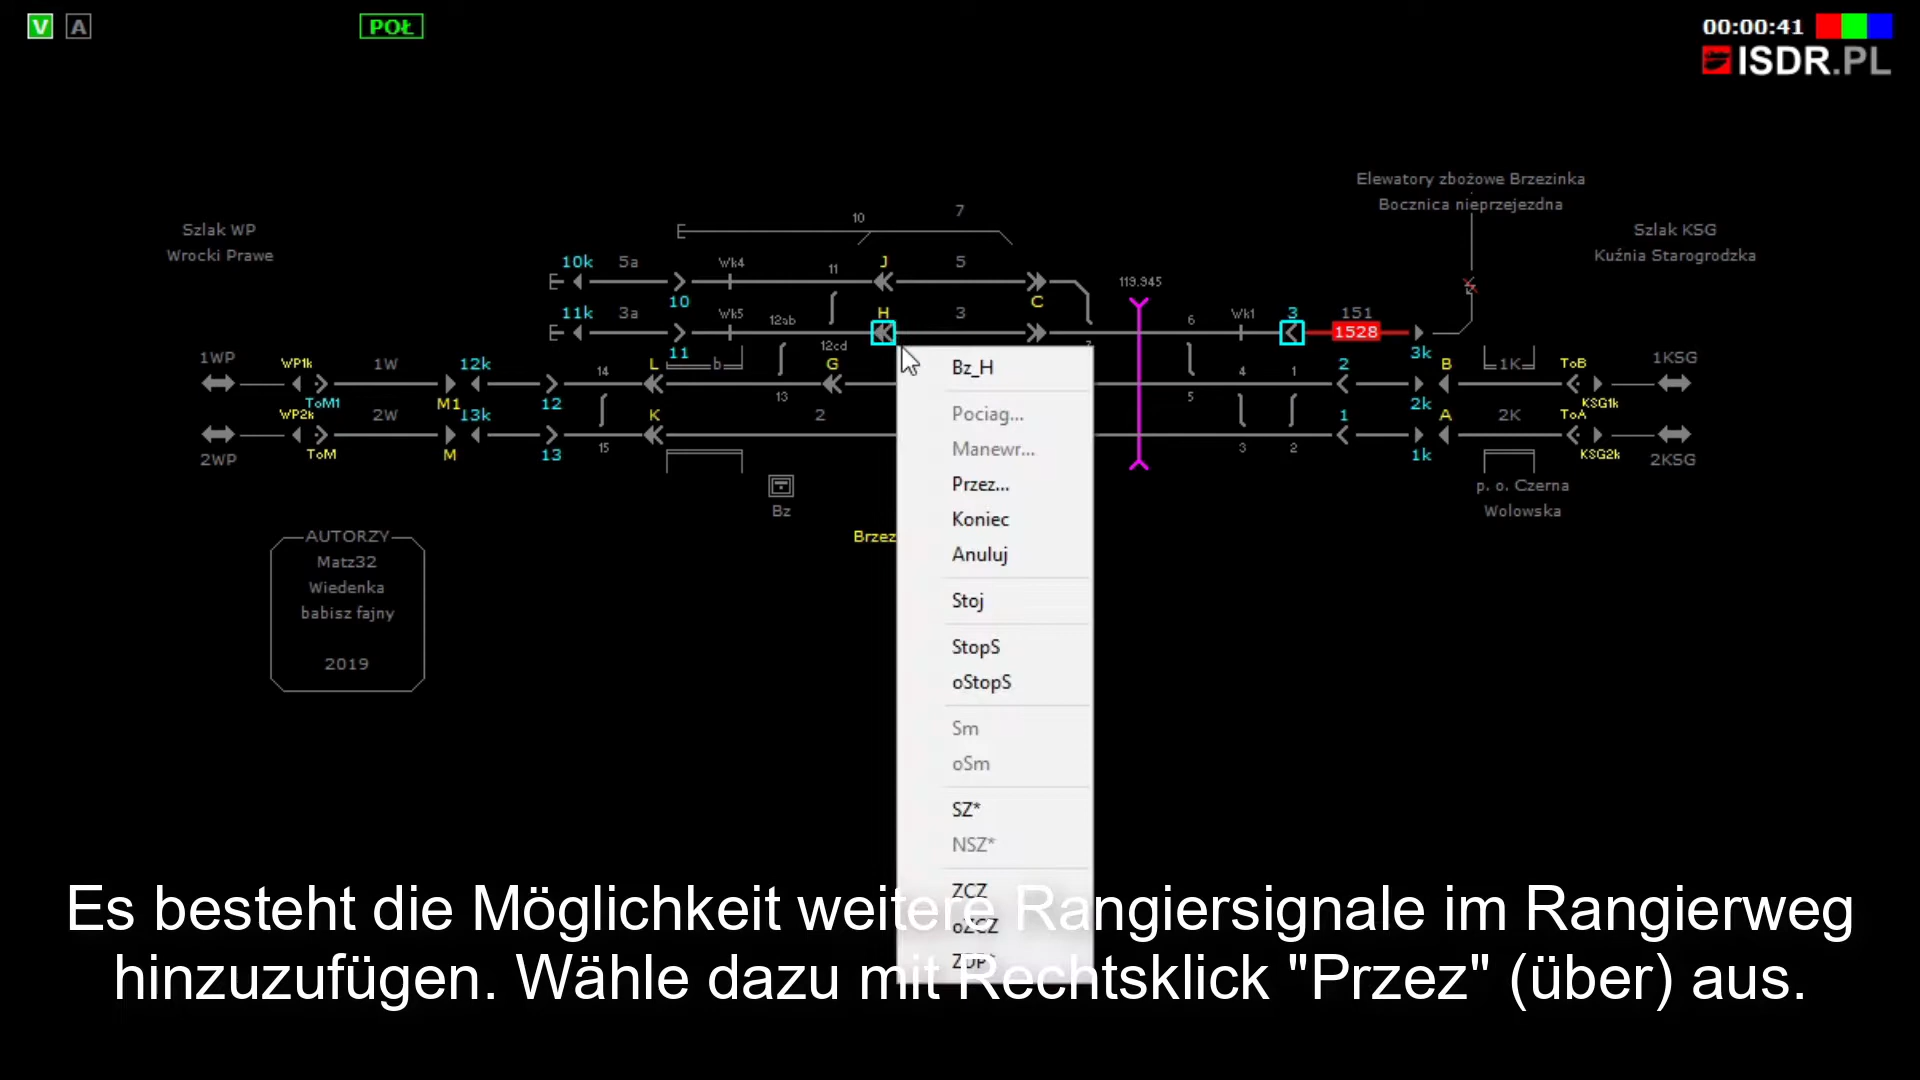 V A POŁ 00:00:41
ISDR.PL
Elewatory zbożowe Brzezinka
Bocznica nieprzejezdna
Szlak WP
Wrocki Prawe
Szlak KSG
Kuźnia Starogrodzka
10 7
10k 5a Wk4 11 J 5 119.945
10 C
11k 3a Wk5 12ab H 3 6 Wk1 3 151
1528
11 12cd 3k
1WP WP1k 1W 12k 14 L b G 4 1 2 B 1K ToB 1KSG
ToM1 M1 12 13 5 2k KSG1k
WP2k 2W 13k K 2 1 A 2K ToA
2WP ToM M 13 15 3 2 1k KSG2k 2KSG
Bz
p. o. Czerna
Wolowska
Brzez
AUTORZY
Matz32
Wiedenka
babisz fajny
2019
Bz_H
Pociag...
Manewr...
Przez...
Koniec
Anuluj
Stoj
StopS
oStopS
Sm
oSm
SZ*
NSZ*
ZCZ
oZCZ
ZDP*
Es besteht die Möglichkeit weitere Rangiersignale im Rangierweg
hinzuzufügen. Wähle dazu mit Rechtsklick "Przez" (über) aus.